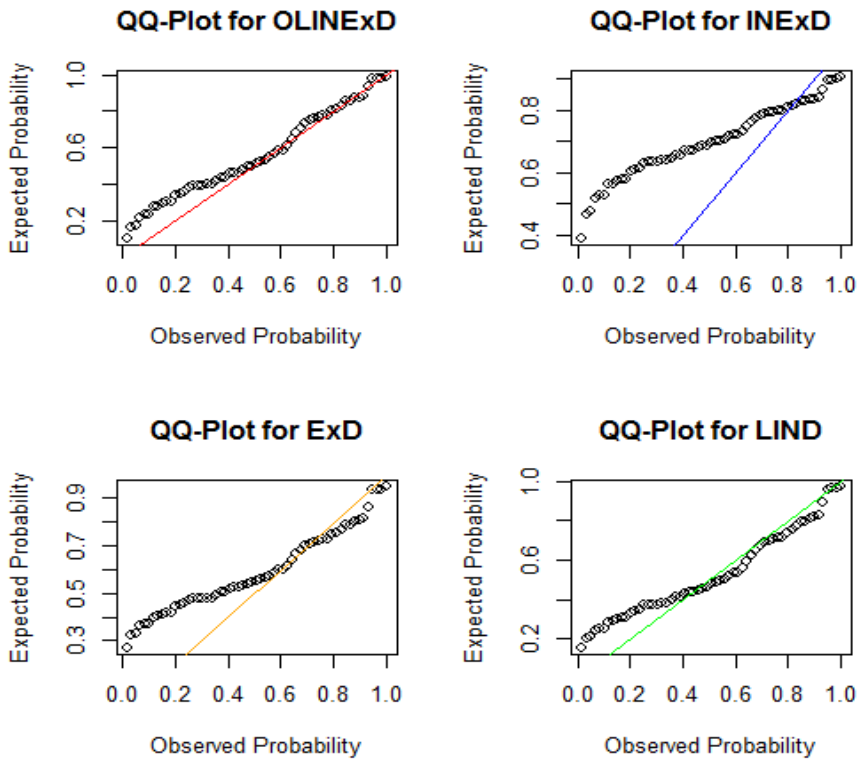 QQ-Plot for OLINExD
Expected Probability
1.0
0.6
0.2
0.0 0.2 0.4 0.6 0.8 1.0
Observed Probability
QQ-Plot for INExD
Expected Probability
0.8
0.6
0.4
0.0 0.2 0.4 0.6 0.8 1.0
Observed Probability
QQ-Plot for ExD
Expected Probability
0.9
0.7
0.5
0.3
0.0 0.2 0.4 0.6 0.8 1.0
Observed Probability
QQ-Plot for LIND
Expected Probability
1.0
0.6
0.2
0.0 0.2 0.4 0.6 0.8 1.0
Observed Probability